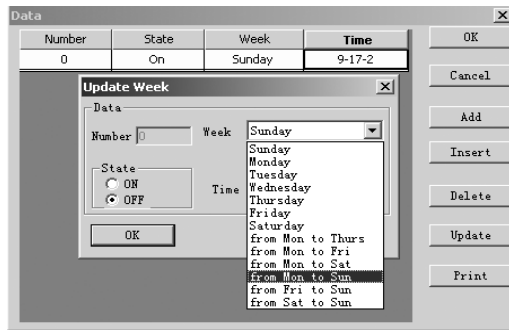 Data
Number State Week Time OK
0 On Sunday 9-17-2
Cancel
Update Week
Data
Add
Number 0 Week Sunday
Sunday
Monday
Insert
State
Tuesday
ON Time Wednesday
OFF Thursday
Delete
Friday
Saturday
OK from Mon to Thurs
Update
from Mon to Fri
from Mon to Sat
from Mon to Sun
Print
from Fri to Sun
from Sat to Sun